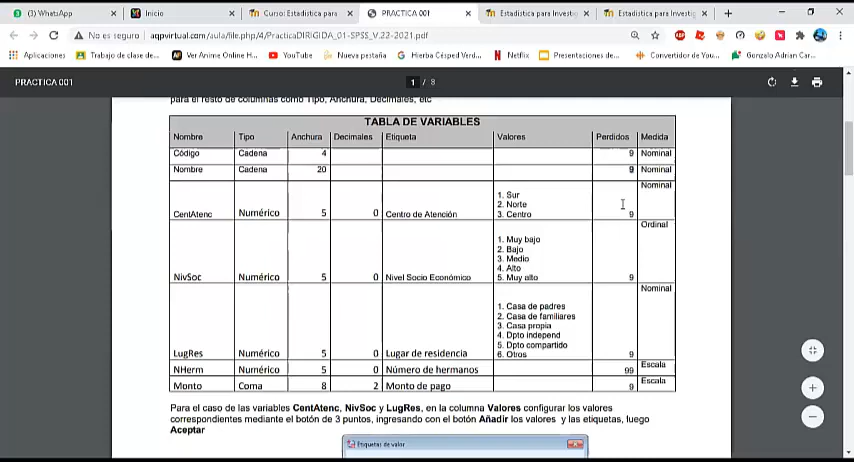 (3) WhatsApp
Inicio
Curso: Estadística para
PRACTICA 001
Estadística para Investig
Estadística para Investig
No es seguro | aqpvirtual.com/aula/file.php/4/PracticaDIRIGIDA_01-SPSS_V.22-2021.pdf
Aplicaciones
Trabajo de clase de...
Ver Anime Online H...
YouTube
Nueva pestaña
Hierba Césped Verd...
Netflix
Presentaciones de...
Convertidor de You...
Gonzalo Adrian Car...
PRACTICA 001
1 / 8
para el resto de columnas como Tipo, Anchura, Decimales, etc
TABLA DE VARIABLES
Nombre Tipo Anchura Decimales Etiqueta Valores Perdidos Medida
Código Cadena 4 9 Nominal
Nombre Cadena 20 9 Nominal
CentAtenc Numérico 5 0 Centro de Atención
1. Sur
2. Norte
3. Centro
9 Nominal
NivSoc Numérico 5 0 Nivel Socio Económico
1. Muy bajo
2. Bajo
3. Medio
4. Alto
5. Muy alto
9 Ordinal
LugRes Numérico 5 0 Lugar de residencia
1. Casa de padres
2. Casa de familiares
3. Casa propia
4. Dpto independ
5. Dpto compartido
6. Otros
9 Nominal
NHerm Numérico 5 0 Número de hermanos 99 Escala
Monto Coma 8 2 Monto de pago 9 Escala
Para el caso de las variables CentAtenc, NivSoc y LugRes, en la columna Valores configurar los valores
correspondientes mediante el botón de 3 puntos, ingresando con el botón Añadir los valores y las etiquetas, luego
Aceptar
Etiquetas de valor